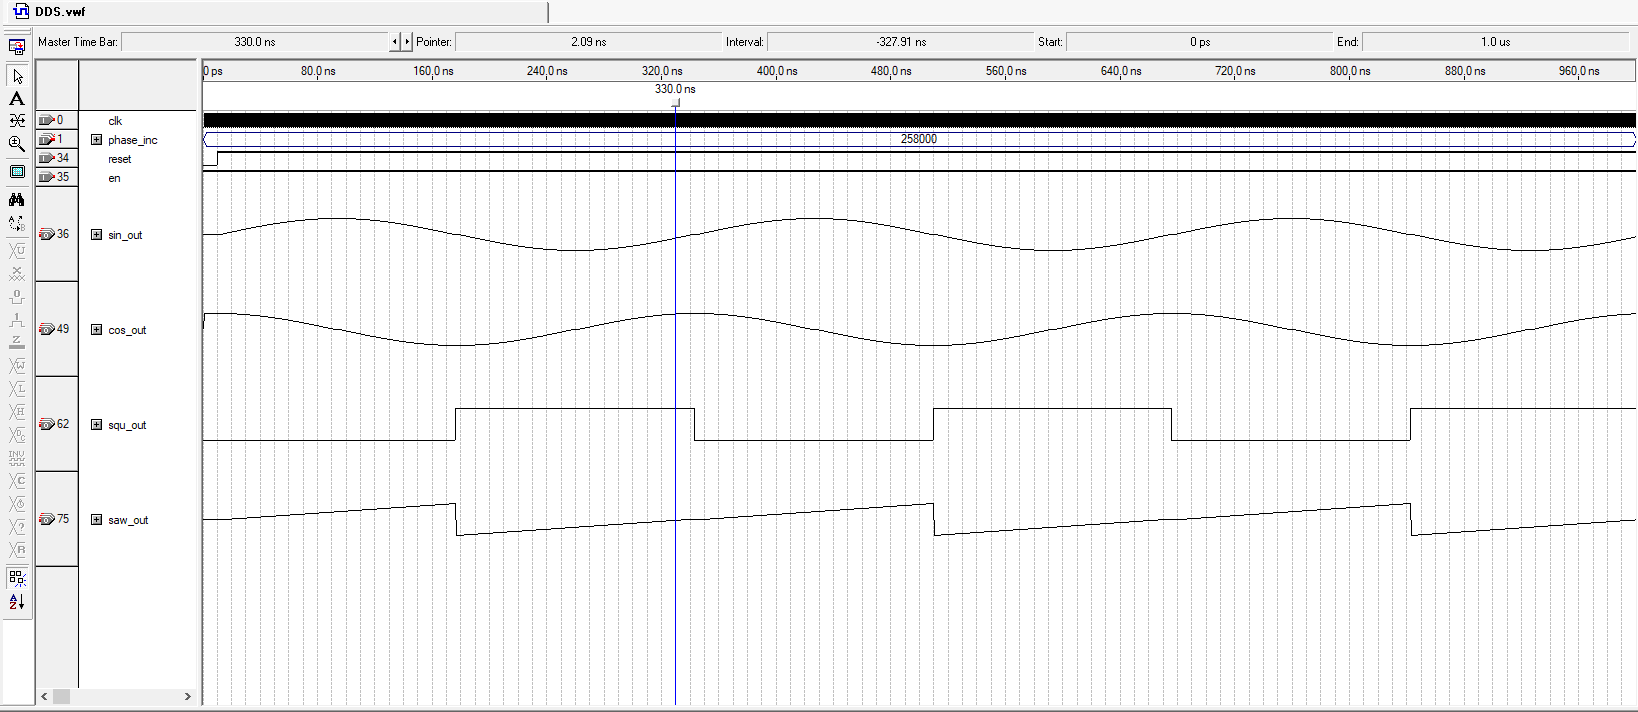 DDS.vwf
Master Time Bar: 330.0 ns Pointer: 2.09 ns Interval: -327.91 ns Start: 0 ps End: 1.0 us
0 ps 80.0 ns 160.0 ns 240.0 ns 320.0 ns 400.0 ns 480.0 ns 560.0 ns 640.0 ns 720.0 ns 800.0 ns 880.0 ns 960.0 ns
330.0 ns
0 clk
1 phase_inc 258000
34 reset
35 en
36 sin_out
49 cos_out
62 squ_out
75 saw_out